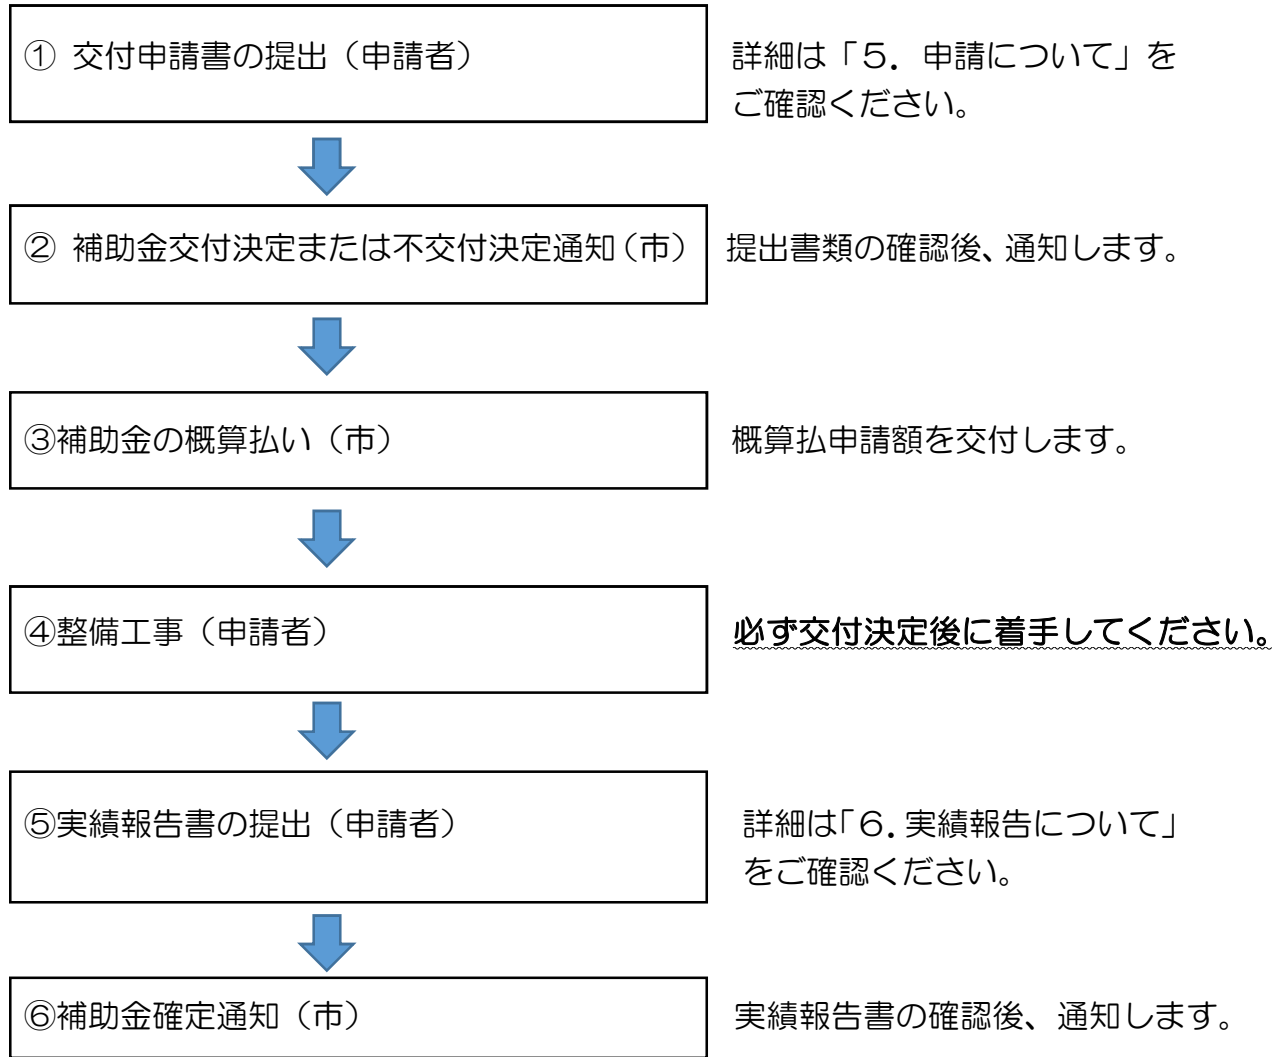 ① 交付申請書の提出（申請者）
詳細は「５．申請について」を
ご確認ください。
② 補助金交付決定または不交付決定通知（市）
提出書類の確認後、通知します。
③補助金の概算払い（市）
概算払申請額を交付します。
④整備工事（申請者）
必ず交付決定後に着手してください。
⑤実績報告書の提出（申請者）
詳細は「６．実績報告について」
をご確認ください。
⑥補助金確定通知（市）
実績報告書の確認後、通知します。